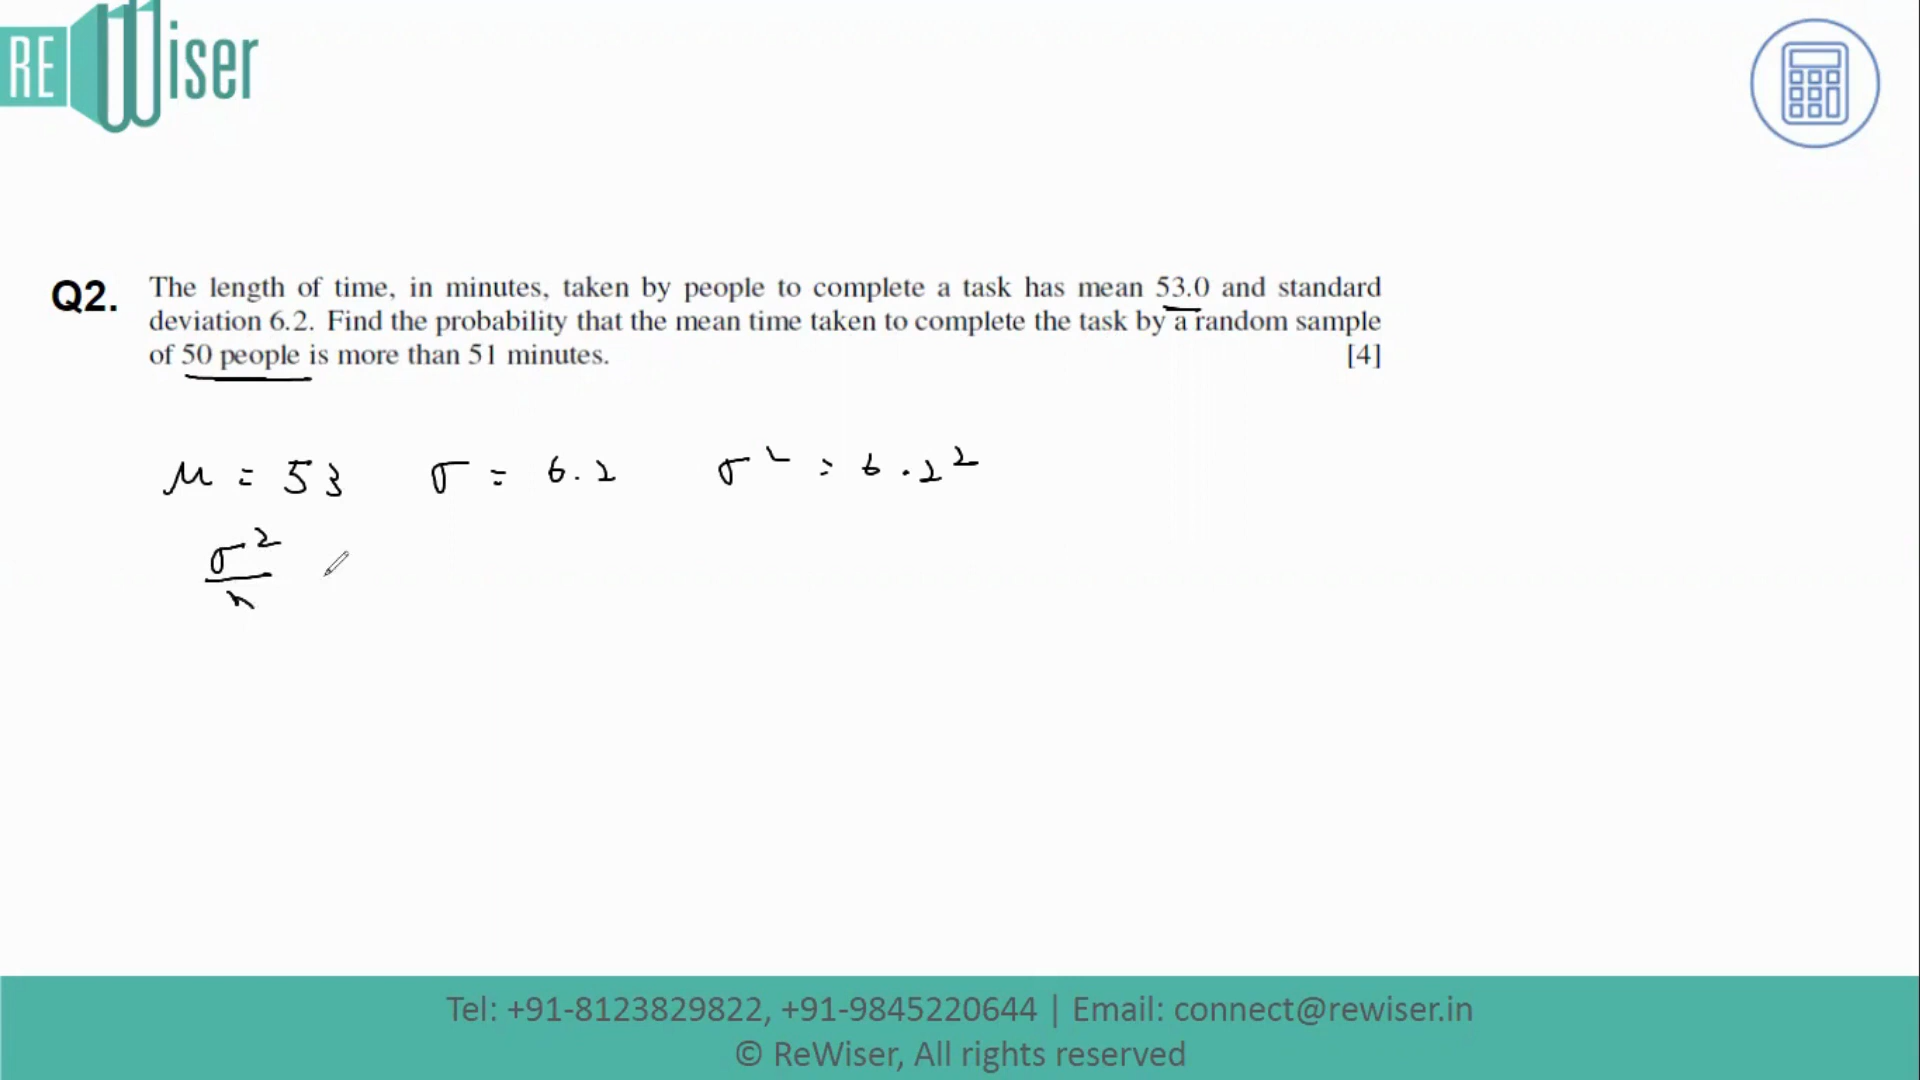 REWiser
Q2. The length of time, in minutes, taken by people to complete a task has mean 53.0 and standard
deviation 6.2. Find the probability that the mean time taken to complete the task by a random sample
of 50 people is more than 51 minutes. [4]
μ = 53 σ = 6.2 σ² = 6.2²
σ²
n
Tel: +91-8123829822, +91-9845220644 | Email: connect@rewiser.in
© ReWiser, All rights reserved